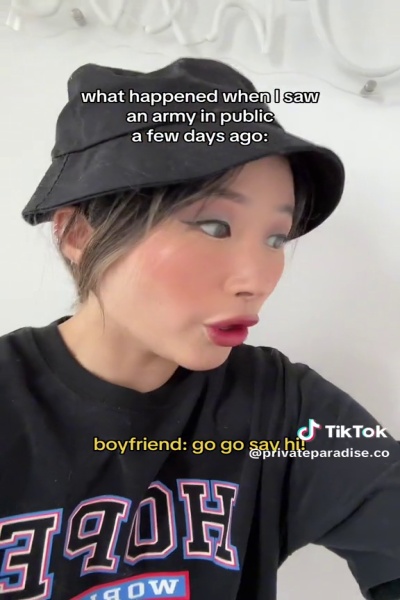 what happened when I saw
an army in public
a few days ago:
boyfriend: go go say hi!
TikTok
@privateparadise.co
HOPE